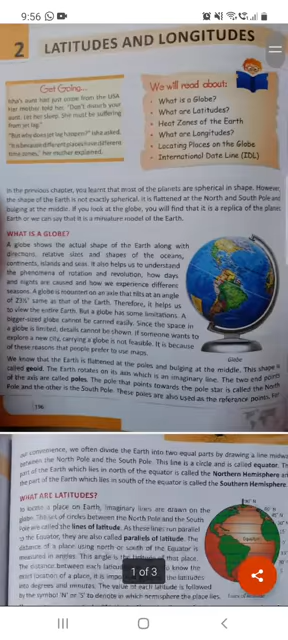 9:56
2
LATITUDES AND LONGITUDES
Get Going...
Isha's aunt had just arrived from the USA.
Her mother told her, "Don't disturb your
aunt. Let her sleep. She must be suffering
from jet lag."
"But why does jet lag happen?" Isha asked.
"It is because different places have different
time zones," her mother explained.
We will read about:
• What is a Globe?
• What are Latitudes?
• Heat Zones of the Earth
• What are Longitudes?
• Locating Places on the Globe
• International Date Line (IDL)
In the previous chapter, you learnt that most of the planets are spherical in shape. However,
the shape of the Earth is not exactly spherical. It is flattened at the North and South Pole and
bulging at the middle. If you look at the globe, you will find that it is a replica of the planet
Earth or we can say that it is a miniature model of the Earth.
WHAT IS A GLOBE?
A globe shows the actual shape of the Earth along with
directions, relative sizes and shapes of the oceans,
continents, islands and seas. It also helps us to understand
the phenomena of rotation and revolution, how days
and nights are caused and how we experience different
seasons. A globe is mounted on an axis that tilts at an angle
of 23½° same as that of the Earth. Therefore, it helps us
to view the entire Earth. But a globe has some limitations. A
bigger-sized globe cannot be carried easily. Since the space in
a globe is limited, details cannot be shown. If someone wants to
explore a new city, carrying a globe is not feasible. It is because
of these reasons that people prefer to use maps.
Globe
We know that the Earth is flattened at the poles and bulging at the middle. This shape is
called geoid. The Earth rotates on its axis which is an imaginary line. The two end points
of the axis are called poles. The pole that points towards the pole star is called the North
Pole and the other is the South Pole. These poles are also used as the reference points. For
196
our convenience, we often divide the Earth into two equal parts by drawing a line midway
between the North Pole and the South Pole. This line is a circle and is called equator. The
part of the Earth which lies in north of the equator is called the Northern Hemisphere and
the part of the Earth which lies in south of the equator is called the Southern Hemisphere.
WHAT ARE LATITUDES?
To locate a place on Earth, imaginary lines are drawn on the
globe. The set of circles between the North Pole and the South
Pole are called the lines of latitude. As these lines run parallel
to the Equator, they are also called parallels of latitude. The
distance of a place using north or south of the Equator is
measured in angles. This angle is the latitude of that place.
The distance between each latitude know the
exact location of a place, it is the latitudes
into degrees and minutes. The value of each latitude is followed
by the symbol 'N' or 'S' to denote in which hemisphere the place lies.
Equator
1 of 3